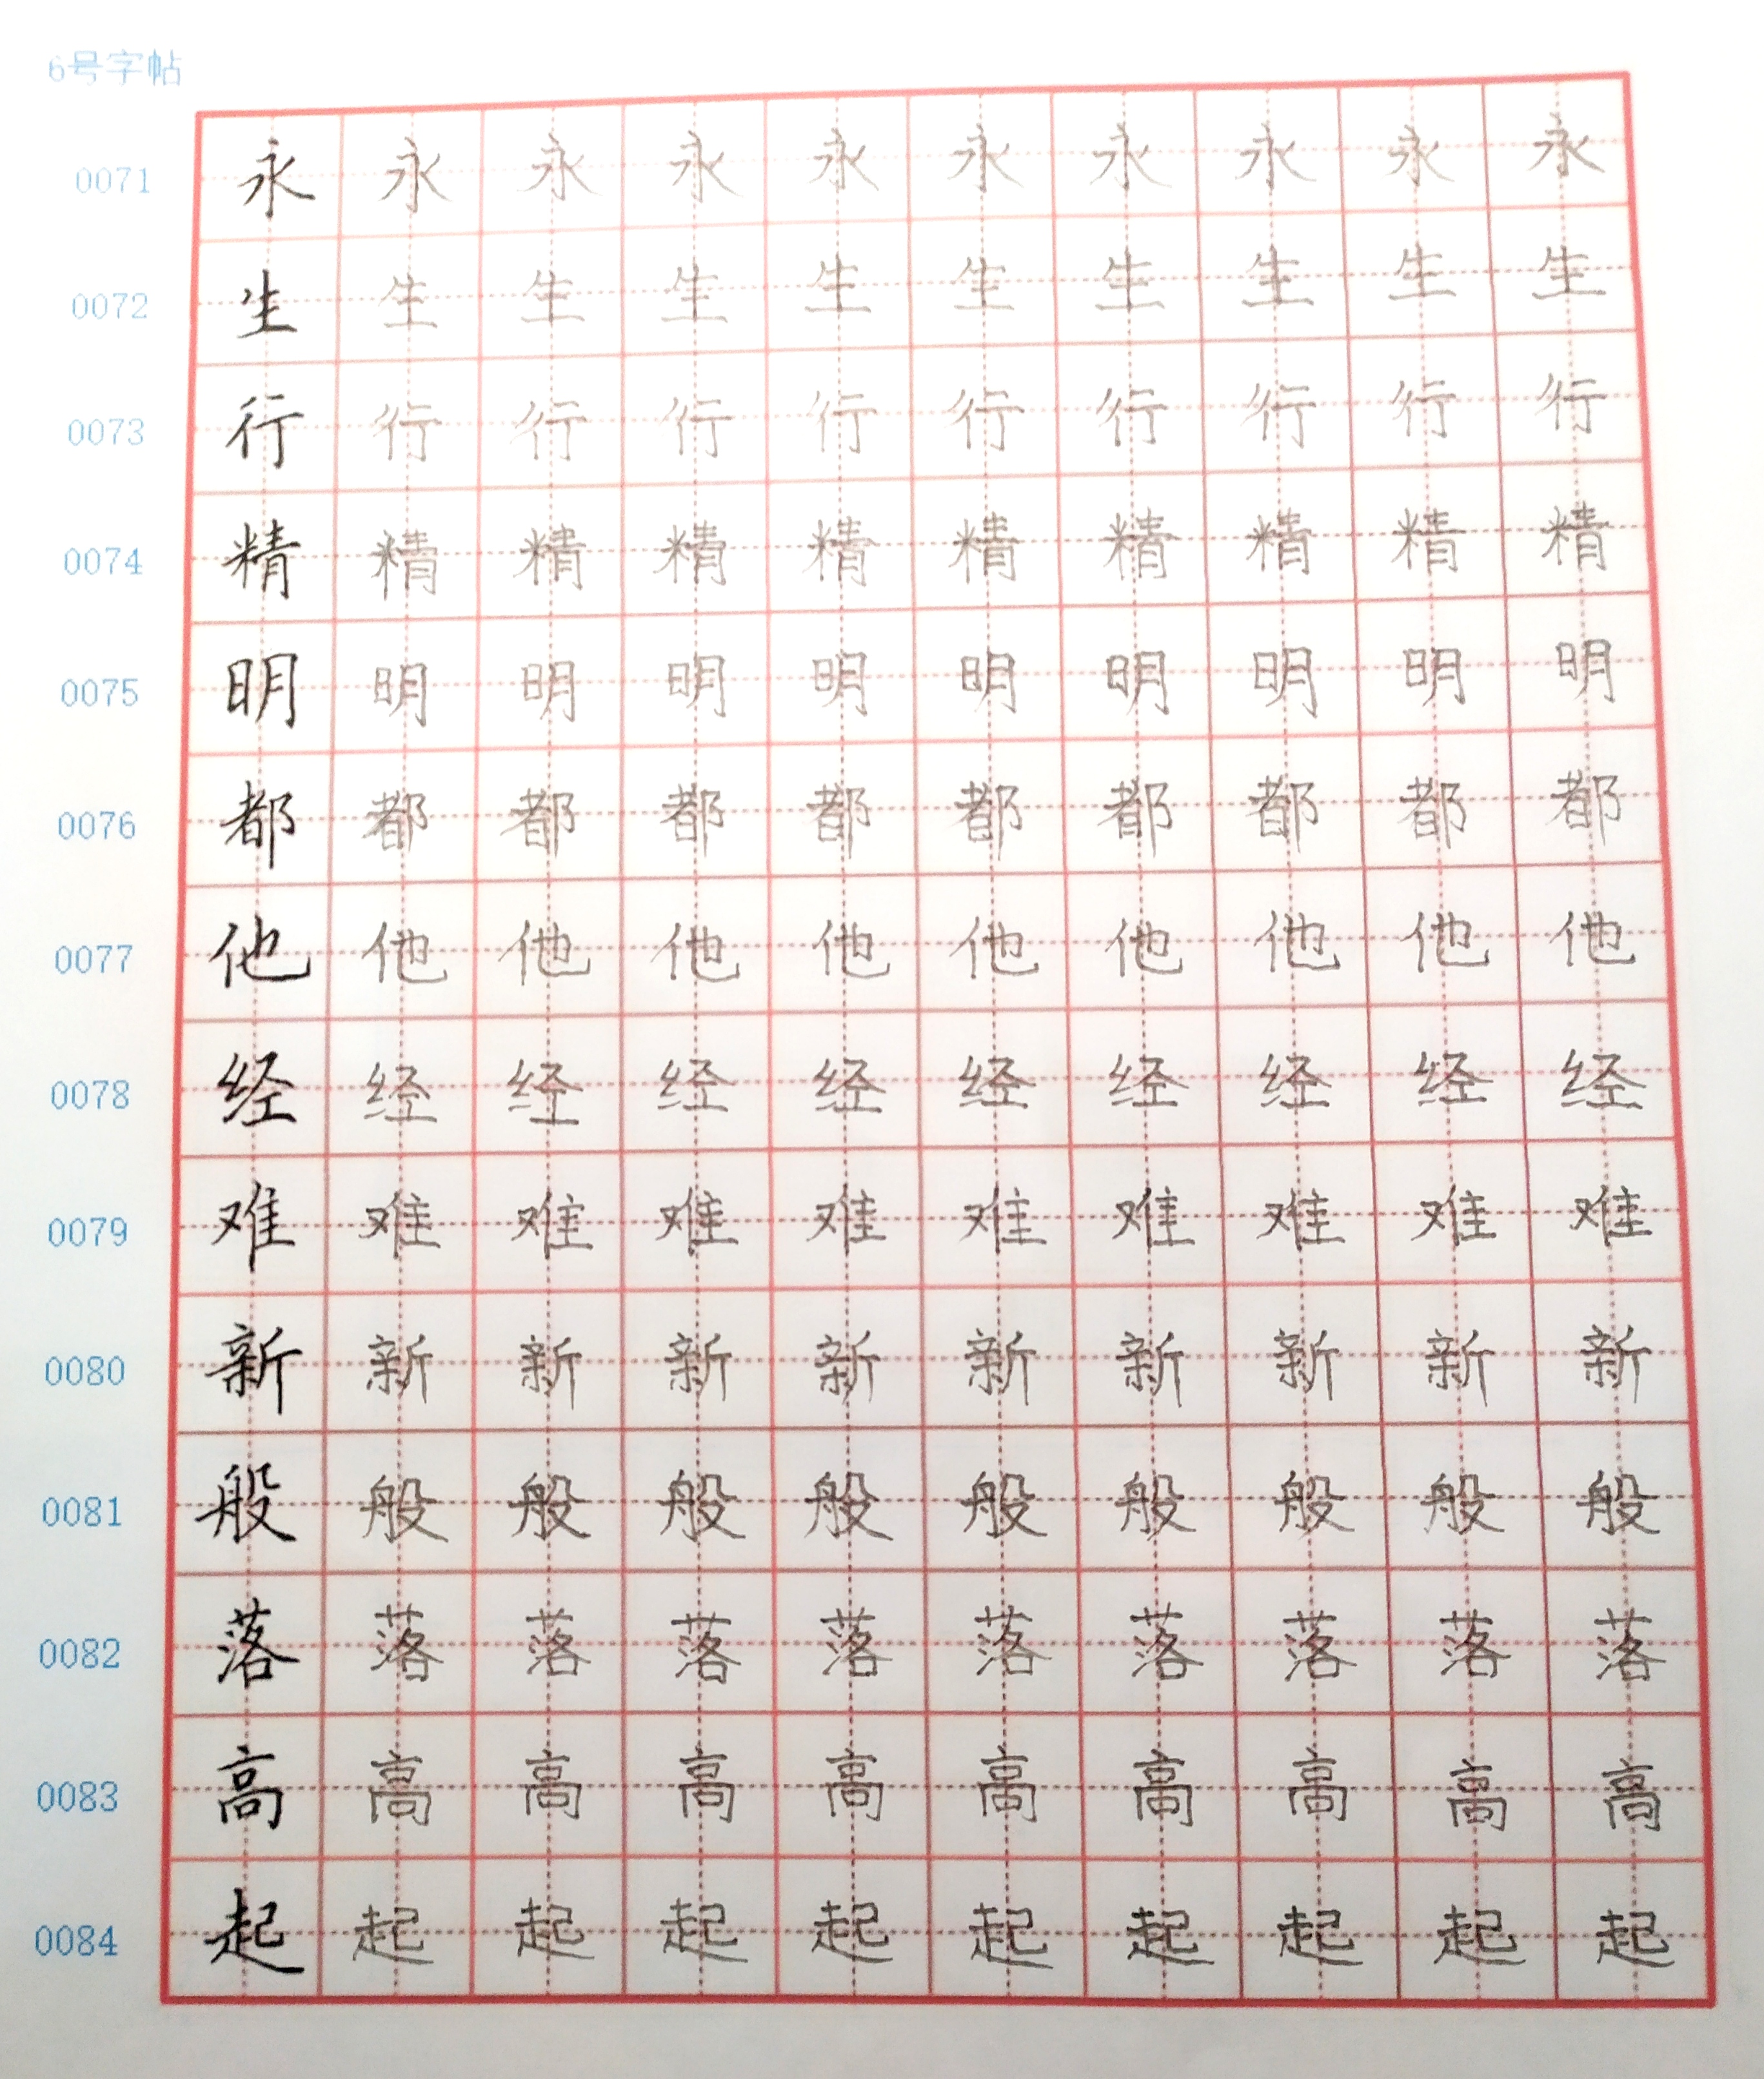 6号字帖
0071 永 永 永 永 永 永 永 永 永 永
0072 生 生 生 生 生 生 生 生 生 生
0073 行 行 行 行 行 行 行 行 行 行
0074 精 精 精 精 精 精 精 精 精 精
0075 明 明 明 明 明 明 明 明 明 明
0076 都 都 都 都 都 都 都 都 都 都
0077 他 他 他 他 他 他 他 他 他 他
0078 经 经 经 经 经 经 经 经 经 经
0079 难 难 难 难 难 难 难 难 难 难
0080 新 新 新 新 新 新 新 新 新 新
0081 般 般 般 般 般 般 般 般 般 般
0082 落 落 落 落 落 落 落 落 落 落
0083 高 高 高 高 高 高 高 高 高 高
0084 起 起 起 起 起 起 起 起 起 起